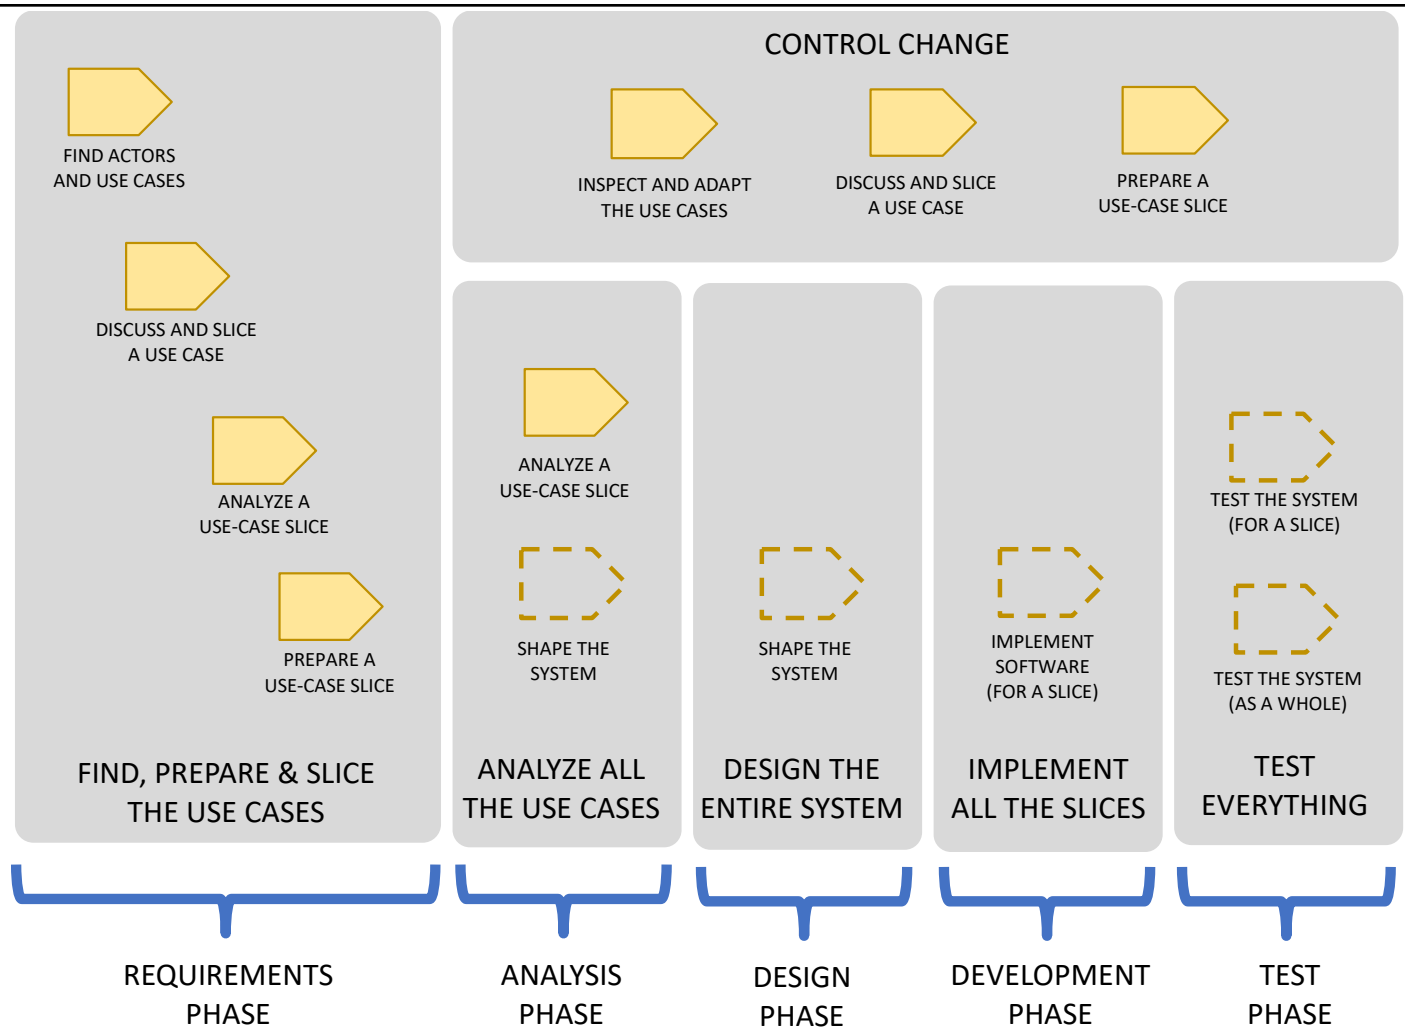 CONTROL CHANGE
FIND ACTORS
AND USE CASES
DISCUSS AND SLICE
A USE CASE
ANALYZE A
USE-CASE SLICE
PREPARE A
USE-CASE SLICE
FIND, PREPARE & SLICE
THE USE CASES
INSPECT AND ADAPT
THE USE CASES
DISCUSS AND SLICE
A USE CASE
PREPARE A
USE-CASE SLICE
ANALYZE A
USE-CASE SLICE
SHAPE THE
SYSTEM
ANALYZE ALL
THE USE CASES
SHAPE THE
SYSTEM
DESIGN THE
ENTIRE SYSTEM
IMPLEMENT
SOFTWARE
(FOR A SLICE)
IMPLEMENT
ALL THE SLICES
TEST THE SYSTEM
(FOR A SLICE)
TEST THE SYSTEM
(AS A WHOLE)
TEST
EVERYTHING
REQUIREMENTS
PHASE
ANALYSIS
PHASE
DESIGN
PHASE
DEVELOPMENT
PHASE
TEST
PHASE